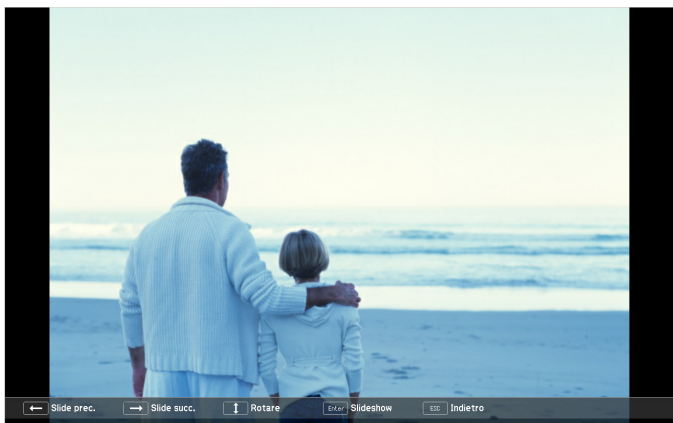 ← Slide prec. → Slide succ. ↕ Rotare Enter Slideshow ESC Indietro